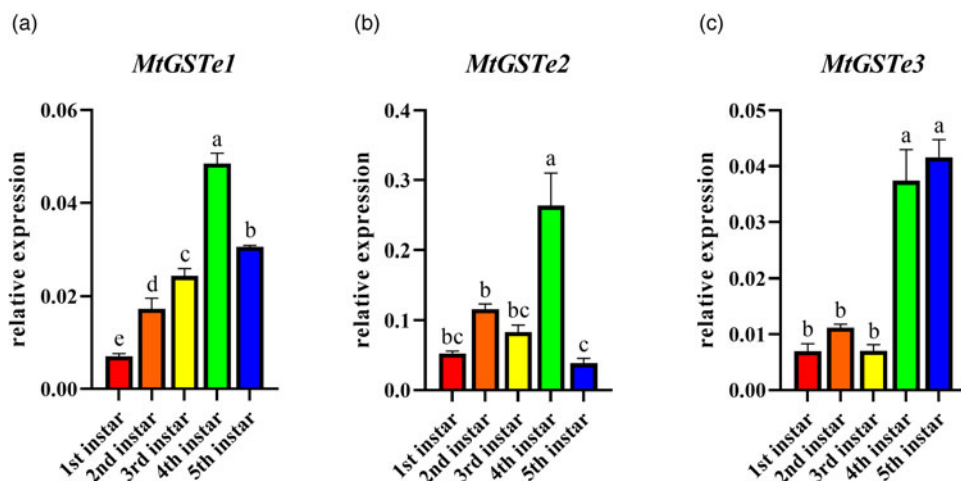 (a)
MtGSTe1
relative expression
0.06
0.04
0.02
0.00
e
d
c
a
b
1st instar
2nd instar
3rd instar
4th instar
5th instar
(b)
MtGSTe2
relative expression
0.4
0.3
0.2
0.1
0.0
bc
b
bc
a
c
1st instar
2nd instar
3rd instar
4th instar
5th instar
(c)
MtGSTe3
relative expression
0.05
0.04
0.03
0.02
0.01
0.00
b
b
b
a
a
1st instar
2nd instar
3rd instar
4th instar
5th instar